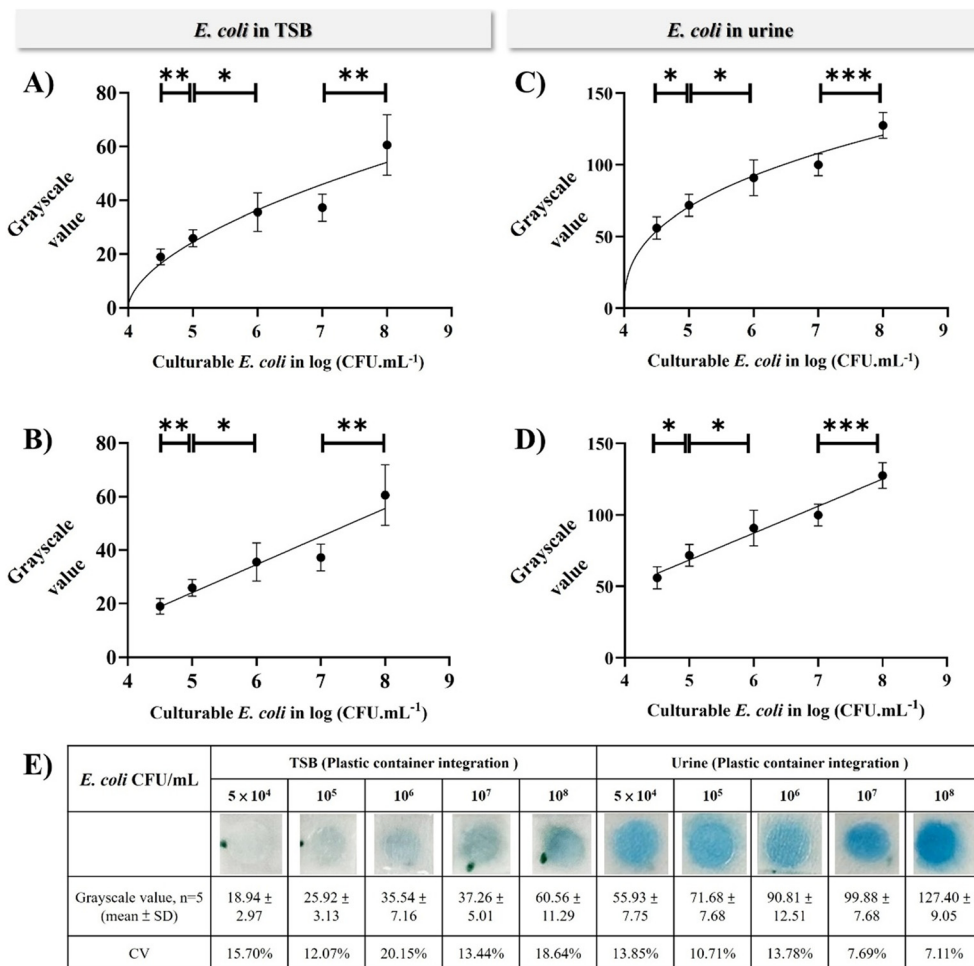 E. coli in TSB
E. coli in urine
A)
** * **
80
60
40
20
0
Grayscale
value
4 5 6 7 8 9
Culturable E. coli in log (CFU.mL⁻¹)
C)
* * ***
150
100
50
0
Grayscale
value
4 5 6 7 8 9
Culturable E. coli in log (CFU.mL⁻¹)
B)
** * **
80
60
40
20
0
Grayscale
value
4 5 6 7 8 9
Culturable E. coli in log (CFU.mL⁻¹)
D)
* * ***
150
100
50
0
Grayscale
value
4 5 6 7 8 9
Culturable E. coli in log (CFU.mL⁻¹)
E)
E. coli CFU/mL
TSB (Plastic container integration ) Urine (Plastic container integration )
5 × 10⁴ 10⁵ 10⁶ 10⁷ 10⁸ 5 × 10⁴ 10⁵ 10⁶ 10⁷ 10⁸
Grayscale value, n=5 18.94 ± 25.92 ± 35.54 ± 37.26 ± 60.56 ± 55.93 ± 71.68 ± 90.81 ± 99.88 ± 127.40 ±
(mean ± SD) 2.97 3.13 7.16 5.01 11.29 7.75 7.68 12.51 7.68 9.05
CV 15.70% 12.07% 20.15% 13.44% 18.64% 13.85% 10.71% 13.78% 7.69% 7.11%